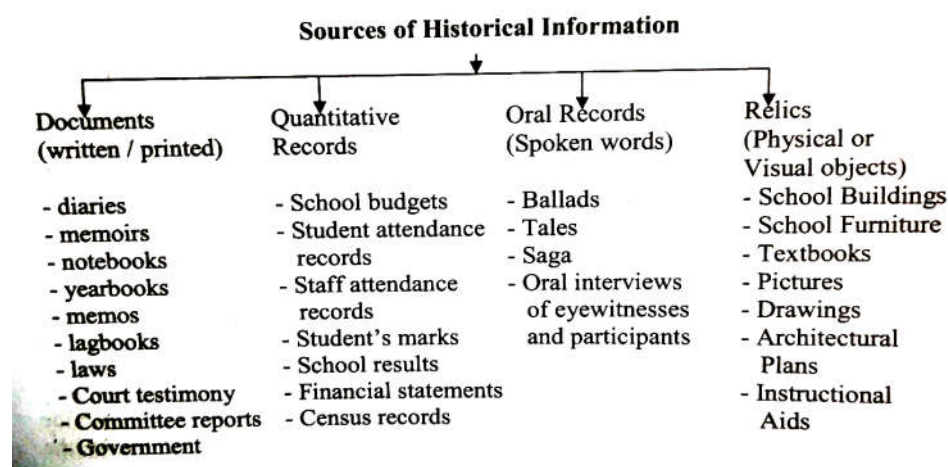 Sources of Historical Information
Documents
(written / printed)
- diaries
- memoirs
- notebooks
- yearbooks
- memos
- lagbooks
- laws
- Court testimony
- Committee reports
- Government
Quantitative
Records
- School budgets
- Student attendance
records
- Staff attendance
records
- Student's marks
- School results
- Financial statements
- Census records
Oral Records
(Spoken words)
- Ballads
- Tales
- Saga
- Oral interviews
of eyewitnesses
and participants
Relics
(Physical or
Visual objects)
- School Buildings
- School Furniture
- Textbooks
- Pictures
- Drawings
- Architectural
Plans
- Instructional
Aids